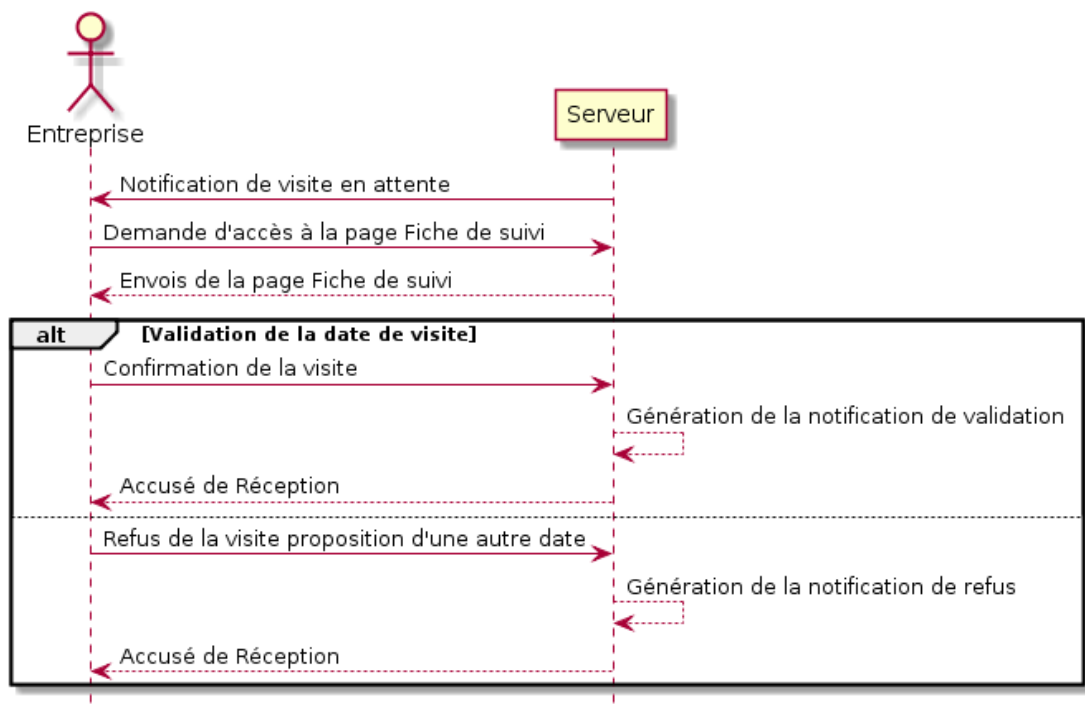 Entreprise
Serveur
Notification de visite en attente
Demande d'accès à la page Fiche de suivi
Envois de la page Fiche de suivi
alt [Validation de la date de visite]
Confirmation de la visite
Génération de la notification de validation
Accusé de Réception
Refus de la visite proposition d'une autre date
Génération de la notification de refus
Accusé de Réception